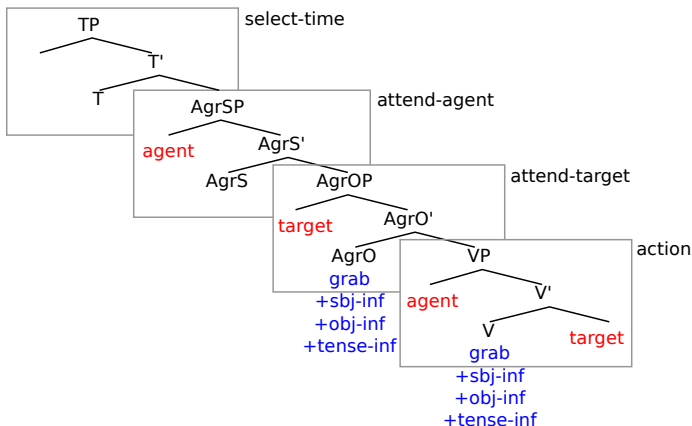 TP
select-time
T'
T
AgrSP
attend-agent
agent
AgrS'
AgrS
AgrOP
attend-target
target
AgrO'
AgrO
VP
action
grab
+sbj-inf
+obj-inf
+tense-inf
agent
V'
V
target
grab
+sbj-inf
+obj-inf
+tense-inf